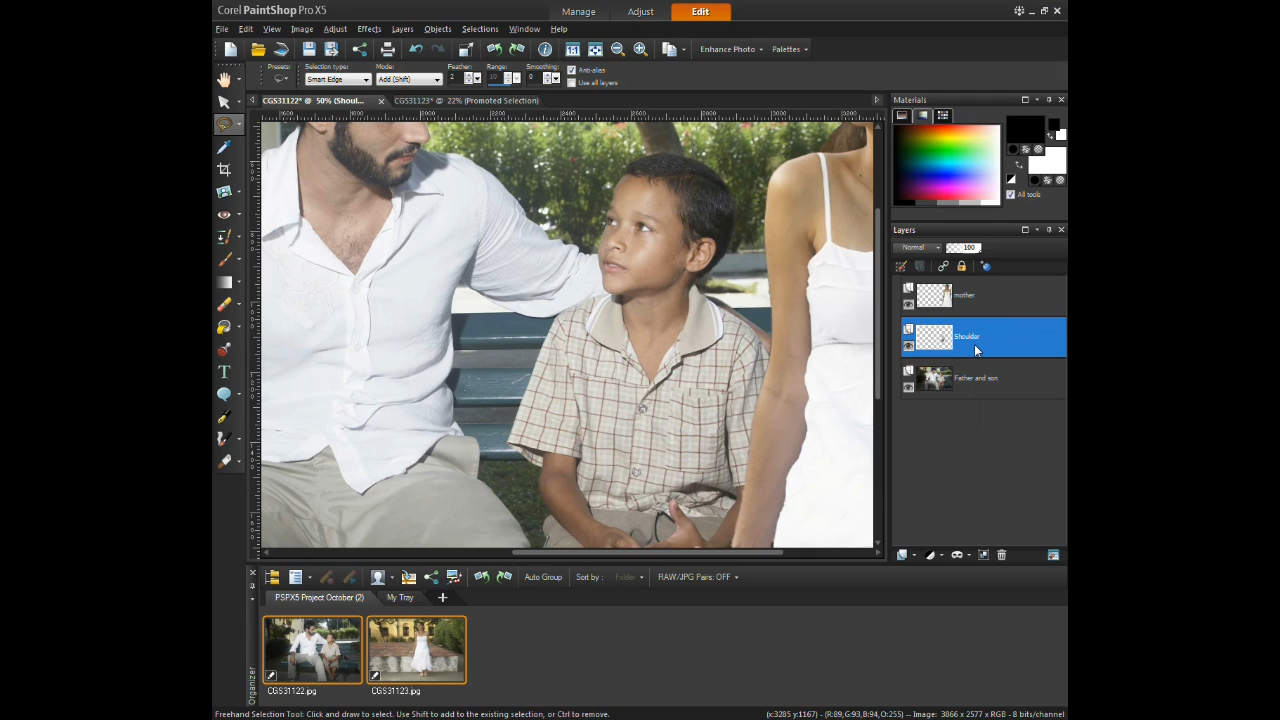 Corel PaintShop Pro X5
Manage Adjust Edit
File Edit View Image Adjust Effects Layers Objects Selections Window Help
Enhance Photo Palettes
Presets: Selection type: Mode: Feather: Range: Smoothing: Anti-alias
Smart Edge Add (Shift) 2 10 0 Use all layers
CGS31122* @ 50% (Shoul... CGS31123* @ 22% (Promoted Selection)
Materials
All tools
Layers
Normal 100
mother
Shoulder
Father and son
Auto Group Sort by: Folder RAW/JPG Pairs: OFF
PSPX5 Project October (2) My Tray
CGS31122.jpg CGS31123.jpg
Organizer
Freehand Selection Tool: Click and draw to select. Use Shift to add to the existing selection, or Ctrl to remove. (x:3285 y:1167) - (R:89,G:93,B:94,O:255) -- Image: 3866 x 2577 x RGB - 8 bits/channel